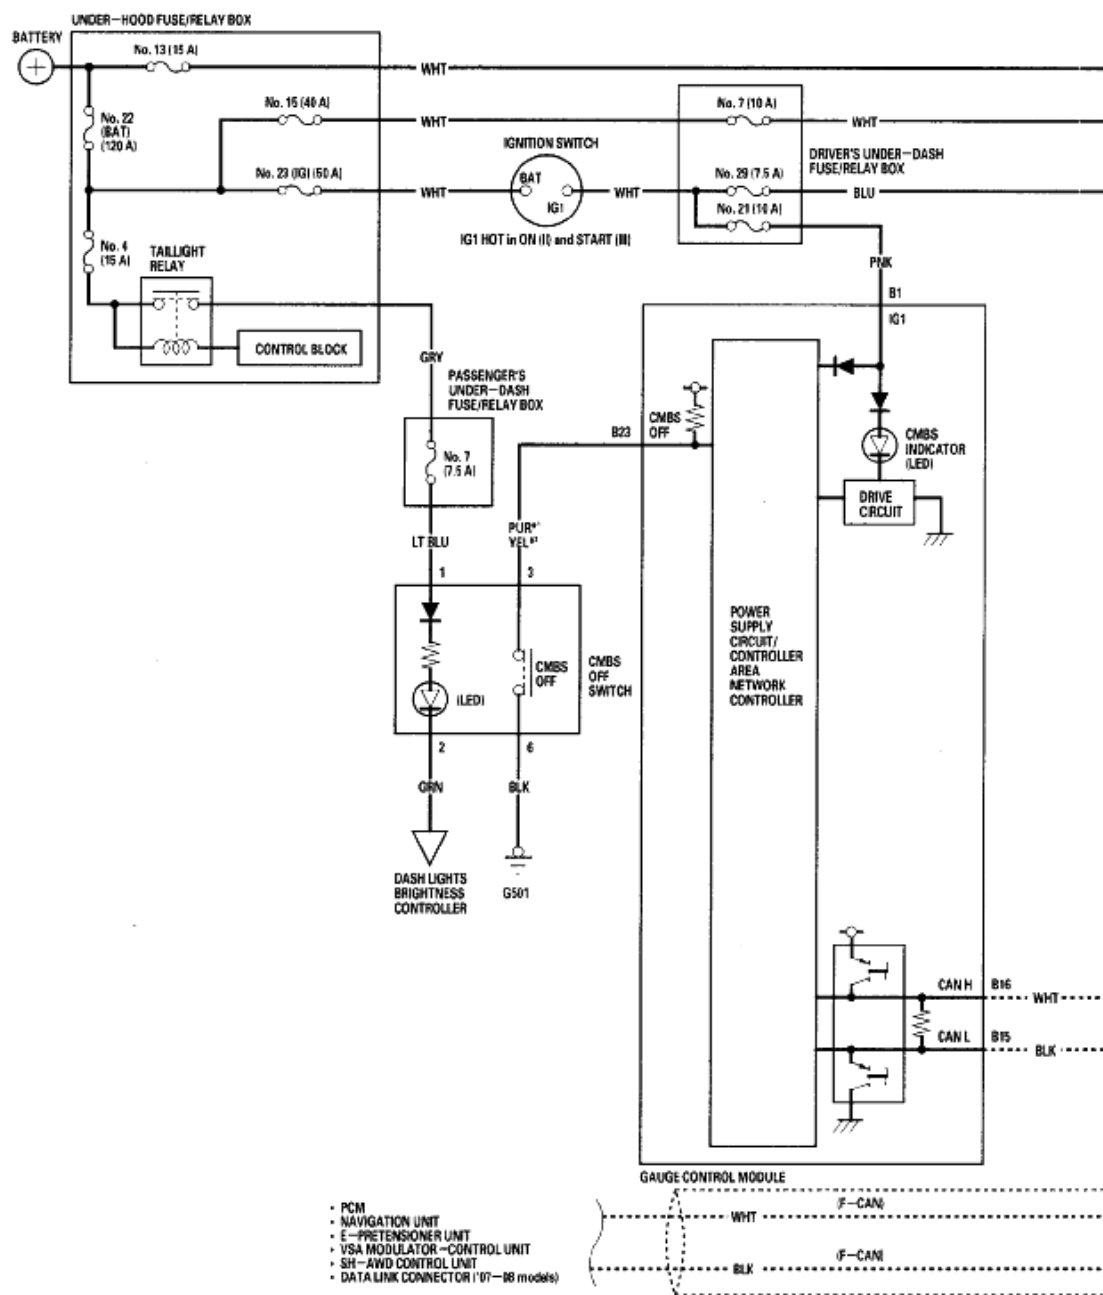 UNDER-HOOD FUSE/RELAY BOX
BATTERY
No. 13 (15 A)
WHT
No. 22
(BAT)
(120 A)
No. 15 (40 A)
WHT
No. 7 (10 A)
WHT
IGNITION SWITCH
DRIVER'S UNDER-DASH
FUSE/RELAY BOX
No. 23 (IG) (50 A)
WHT
BAT
IG1
WHT
No. 29 (7.5 A)
BLU
No. 21 (10 A)
IG1 HOT in ON (II) and START (III)
No. 4
(15 A)
TAILLIGHT
RELAY
PNK
B1
IG1
CONTROL BLOCK
GRY
PASSENGER'S
UNDER-DASH
FUSE/RELAY BOX
B23
CMBS
OFF
CMBS
INDICATOR
(LED)
No. 7
(7.5 A)
DRIVE
CIRCUIT
LT BLU
PUR*¹
YEL*²
1
3
POWER
SUPPLY
CIRCUIT/
CONTROLLER
AREA
NETWORK
CONTROLLER
CMBS
OFF
CMBS
OFF
SWITCH
(LED)
2
6
GRN
BLK
DASH LIGHTS
BRIGHTNESS
CONTROLLER
G501
CAN H
B16
WHT
CAN L
B15
BLK
GAUGE CONTROL MODULE
• PCM
• NAVIGATION UNIT
• E-PRETENSIONER UNIT
• VSA MODULATOR-CONTROL UNIT
• SH-AWD CONTROL UNIT
• DATA LINK CONNECTOR ('07-08 models)
WHT
(F-CAN)
BLK
(F-CAN)